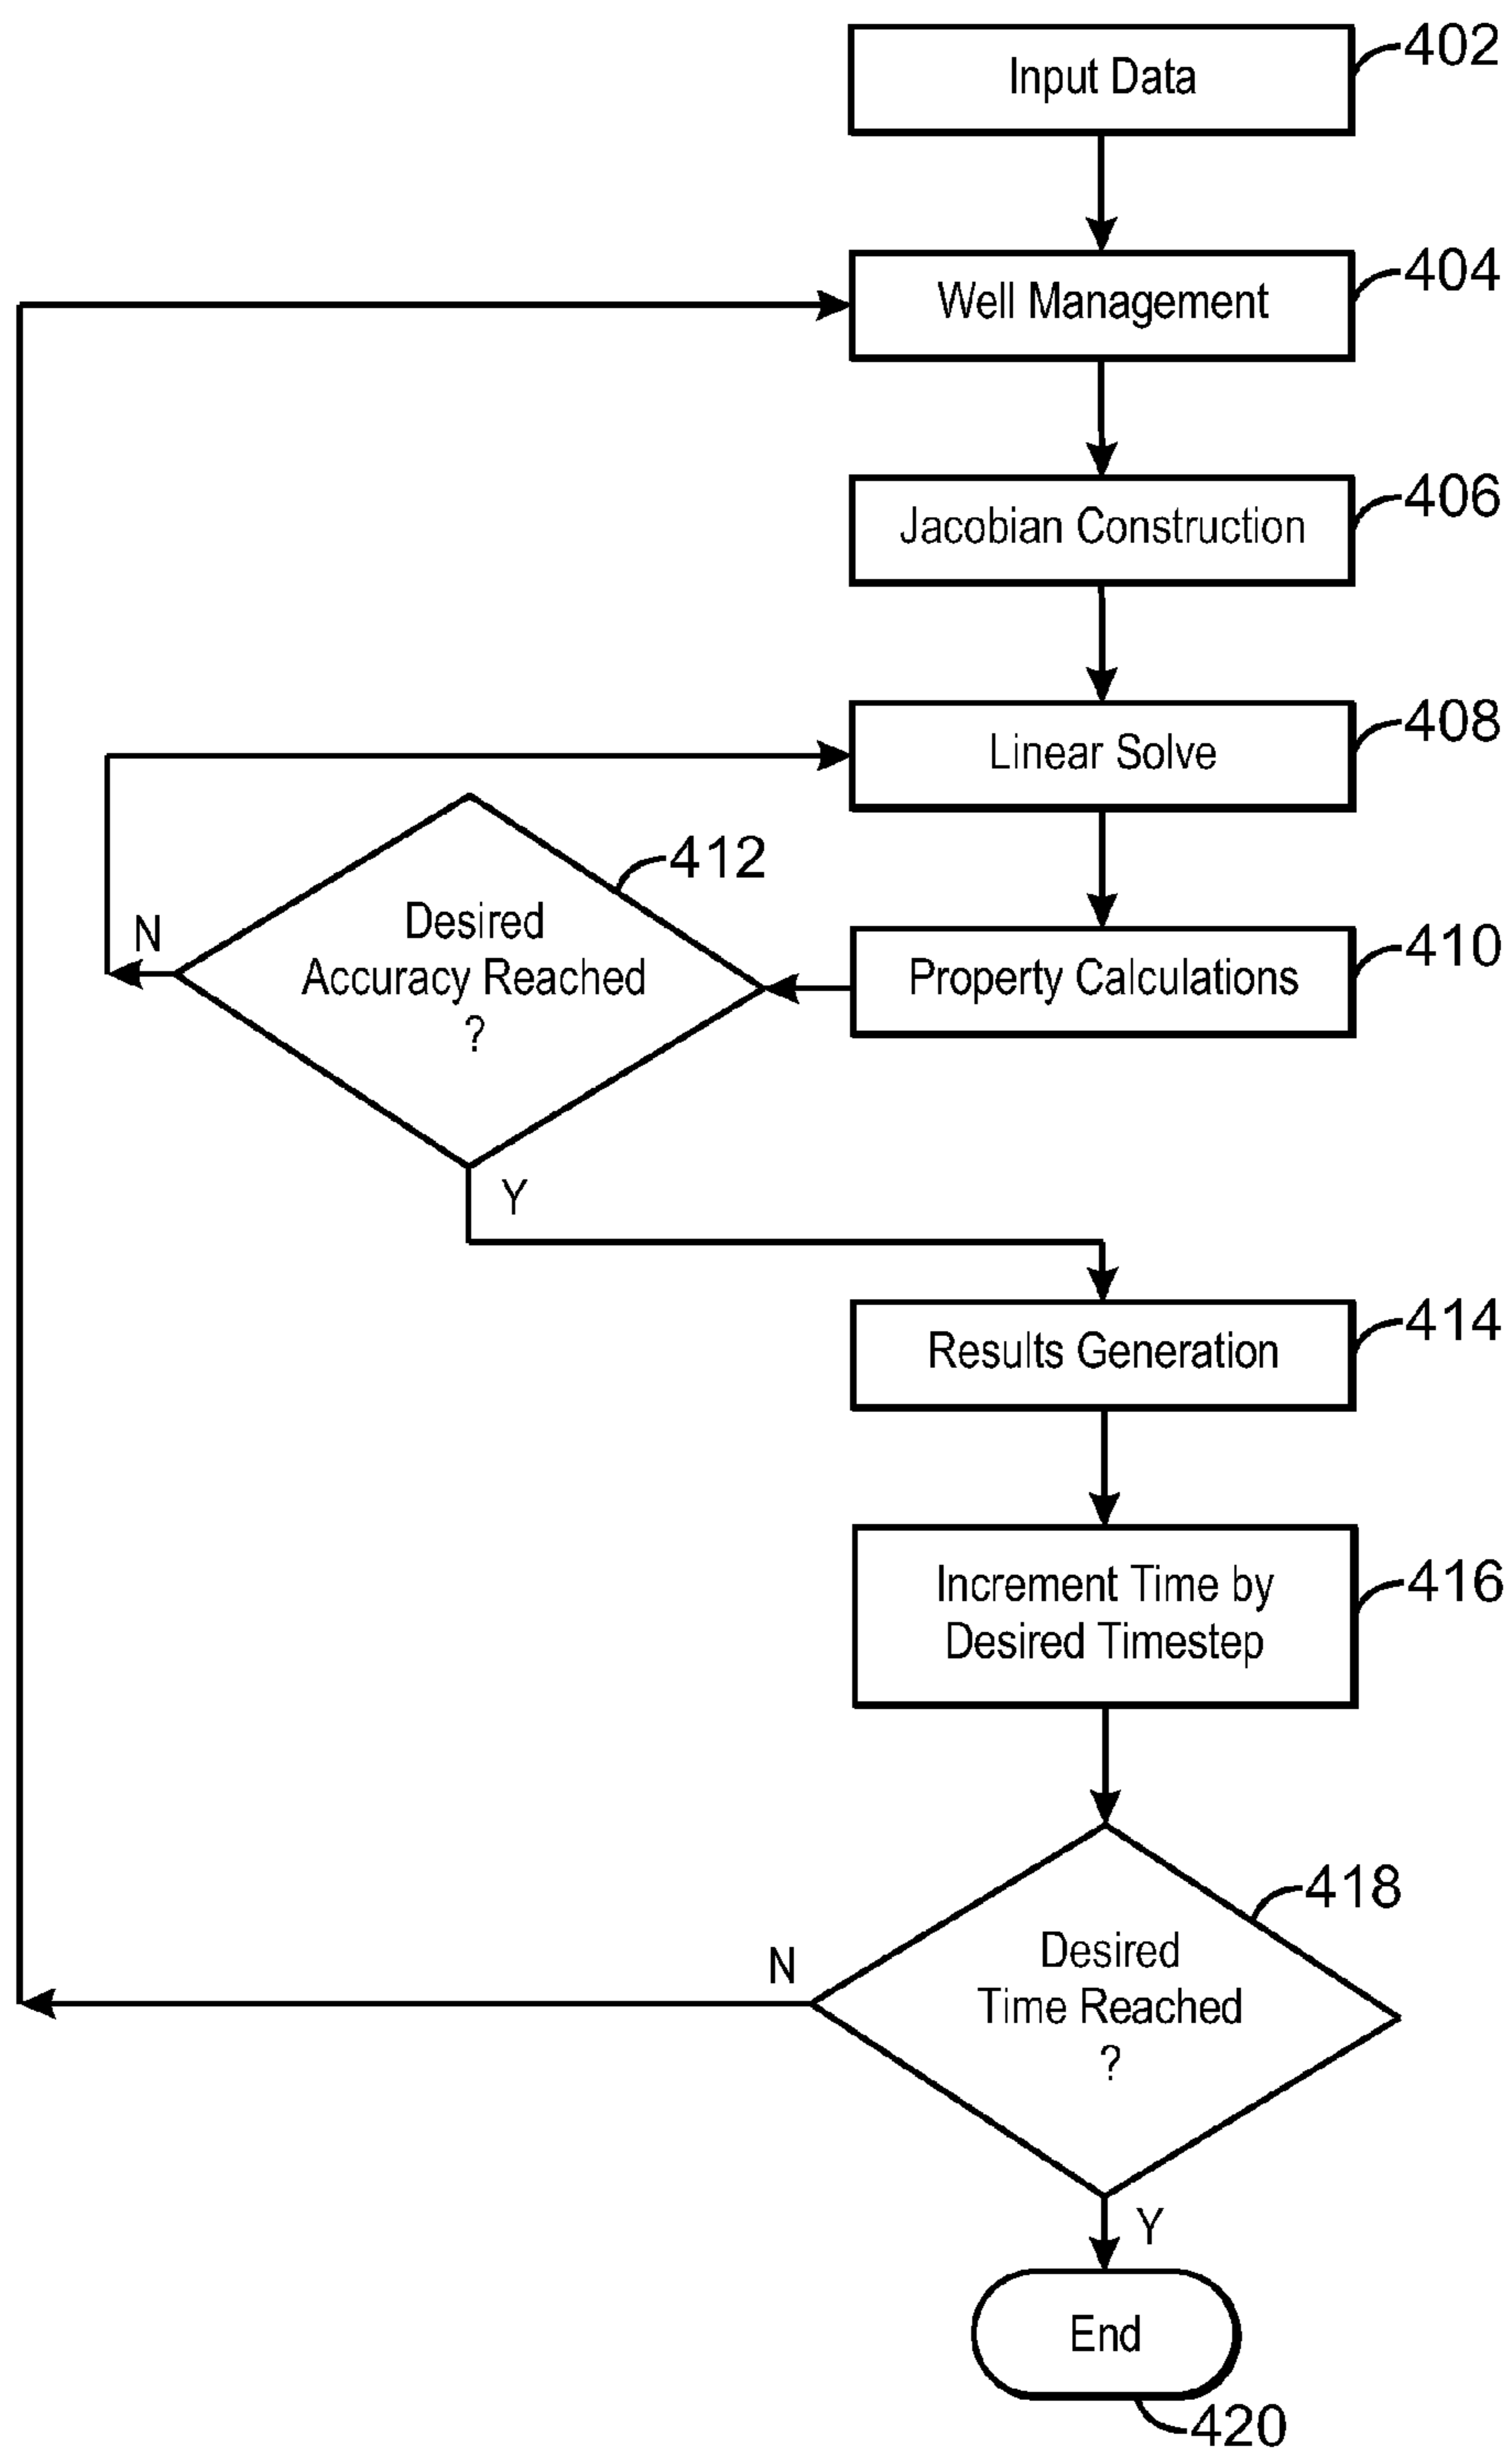 Input Data
402
Well Management
404
Jacobian Construction
406
Linear Solve
408
Property Calculations
410
Desired
Accuracy Reached
?
412
N
Y
Results Generation
414
Increment Time by
Desired Timestep
416
Desired
Time Reached
?
418
N
Y
End
420